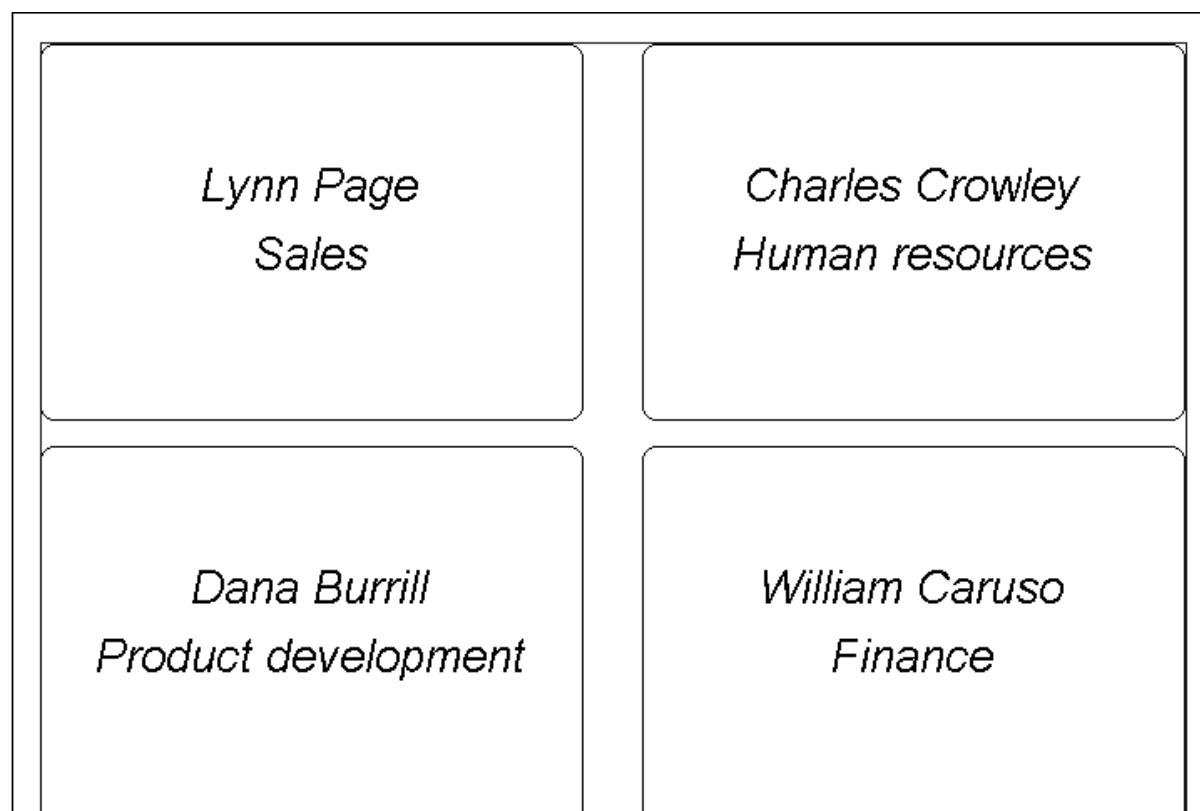 Lynn Page
Sales
Charles Crowley
Human resources
Dana Burrill
Product development
William Caruso
Finance